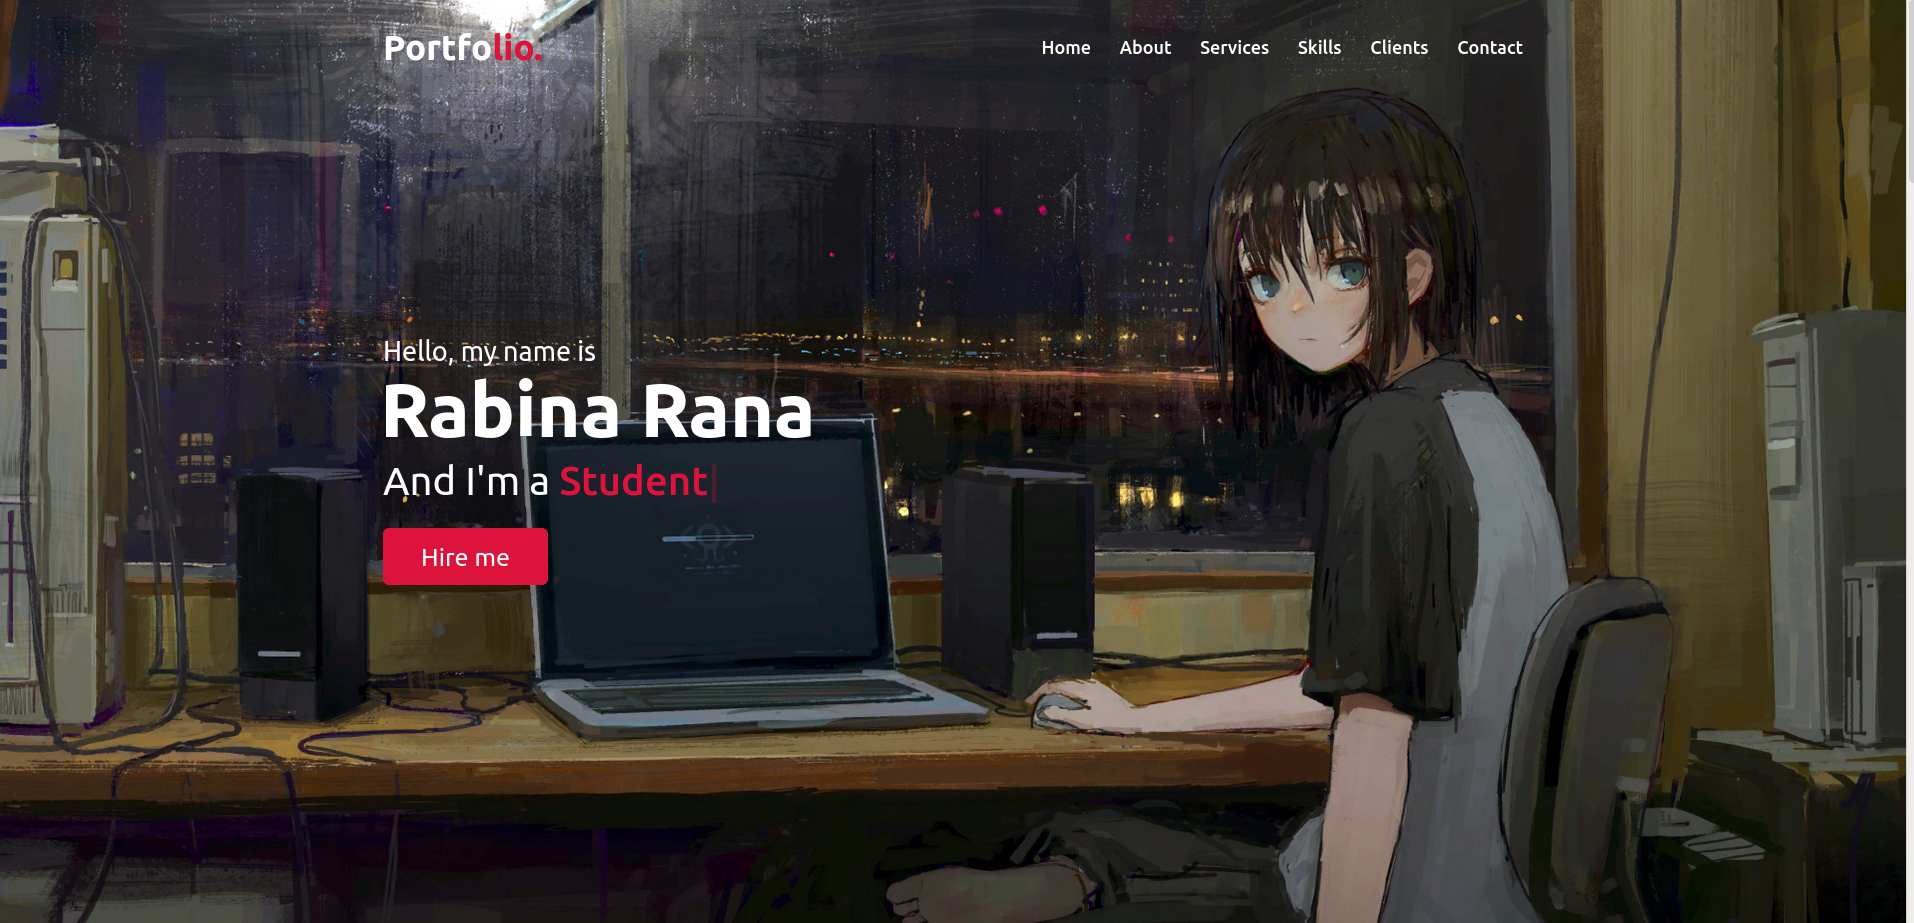 Portfolio.
Home About Services Skills Clients Contact
Hello, my name is
Rabina Rana
And I'm a Student
Hire me